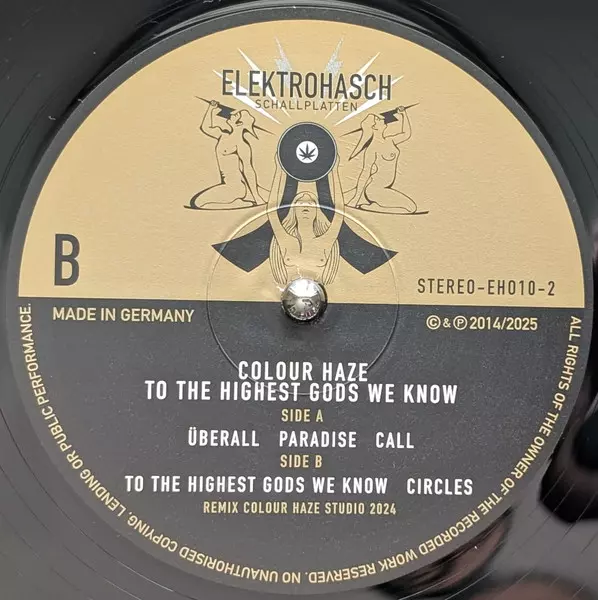 ELEKTROHASCH
SCHALLPLATTEN
B
STEREO-EH010-2
MADE IN GERMANY
© & ℗ 2014/2025
COLOUR HAZE
TO THE HIGHEST GODS WE KNOW
SIDE A
ÜBERALL PARADISE CALL
SIDE B
TO THE HIGHEST GODS WE KNOW CIRCLES
REMIX COLOUR HAZE STUDIO 2024
ALL RIGHTS OF THE OWNER OF THE RECORDED WORK RESERVED. NO UNAUTHORISED COPYING. LENDING OR PUBLIC PERFORMANCE.